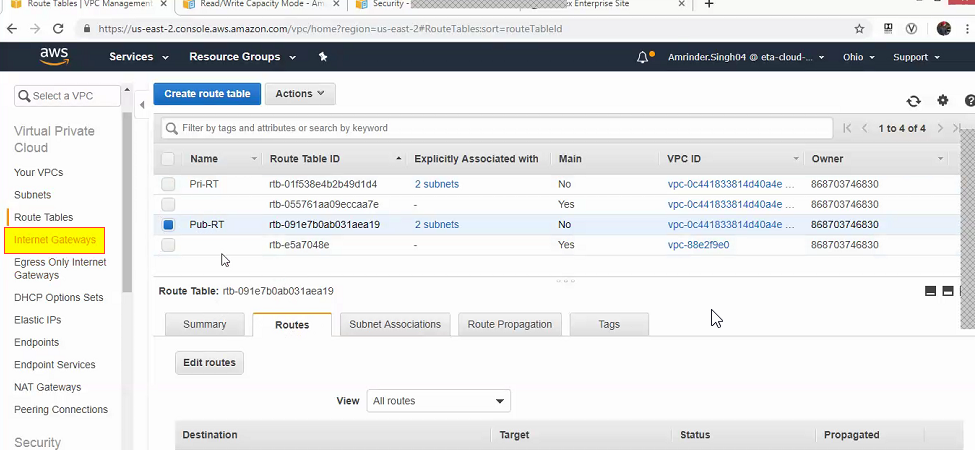 Route Tables | VPC Management
Read/Write Capacity Mode - Am
Security -
x Enterprise Site
https://us-east-2.console.aws.amazon.com/vpc/home?region=us-east-2#RouteTables:sort=routeTableId
aws
Services
Resource Groups
Amrinder.Singh04 @ eta-cloud-...
Ohio
Support
Select a VPC
Create route table
Actions
Virtual Private
Cloud
Your VPCs
Subnets
Route Tables
Internet Gateways
Egress Only Internet
Gateways
DHCP Options Sets
Elastic IPs
Endpoints
Endpoint Services
NAT Gateways
Peering Connections
Security
Filter by tags and attributes or search by keyword
1 to 4 of 4
Name Route Table ID Explicitly Associated with Main VPC ID Owner
Pri-RT rtb-01f538e4b2b49d1d4 2 subnets No vpc-0c441833814d40a4e ... 868703746830
rtb-055761aa09eccaa7e - Yes vpc-0c441833814d40a4e ... 868703746830
Pub-RT rtb-091e7b0ab031aea19 2 subnets No vpc-0c441833814d40a4e ... 868703746830
rtb-e5a7048e - Yes vpc-88e2f9e0 868703746830
Route Table: rtb-091e7b0ab031aea19
Summary Routes Subnet Associations Route Propagation Tags
Edit routes
View All routes
Destination Target Status Propagated